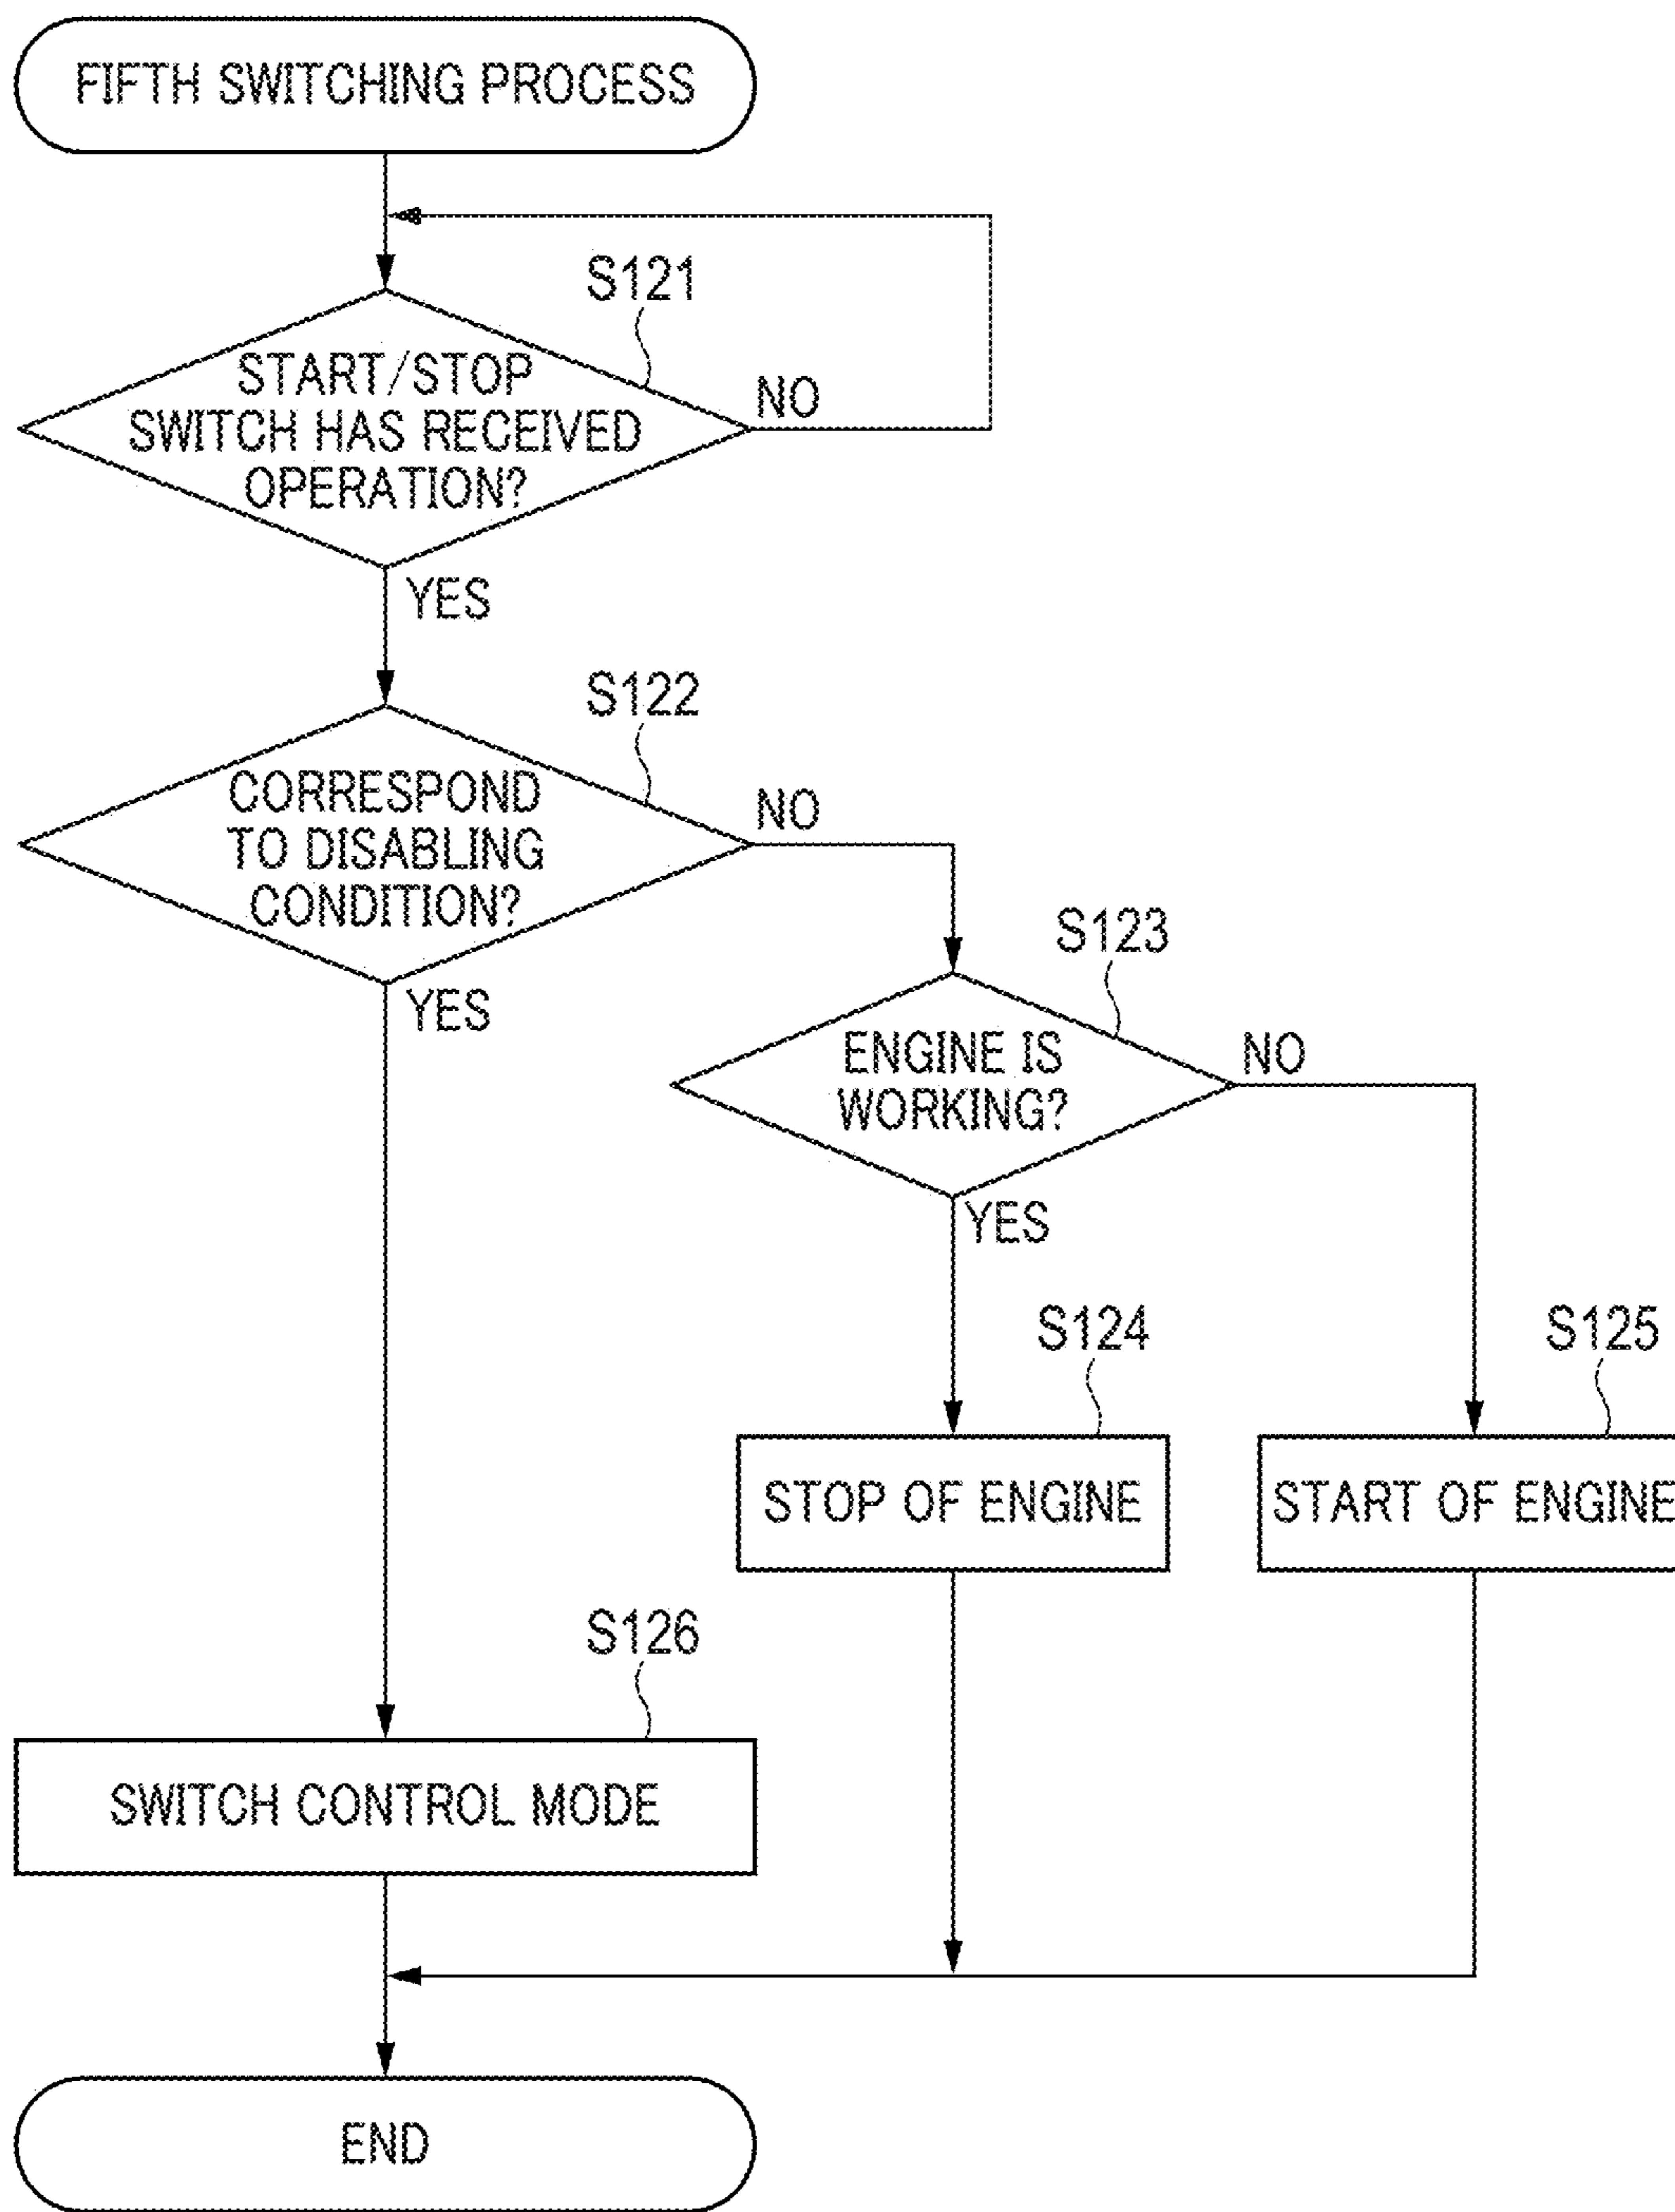 FIFTH SWITCHING PROCESS
S121
START/STOP
SWITCH HAS RECEIVED
OPERATION?
NO
YES
S122
CORRESPOND
TO DISABLING
CONDITION?
NO
YES
S123
ENGINE IS
WORKING?
NO
YES
S124
STOP OF ENGINE
S125
START OF ENGINE
S126
SWITCH CONTROL MODE
END